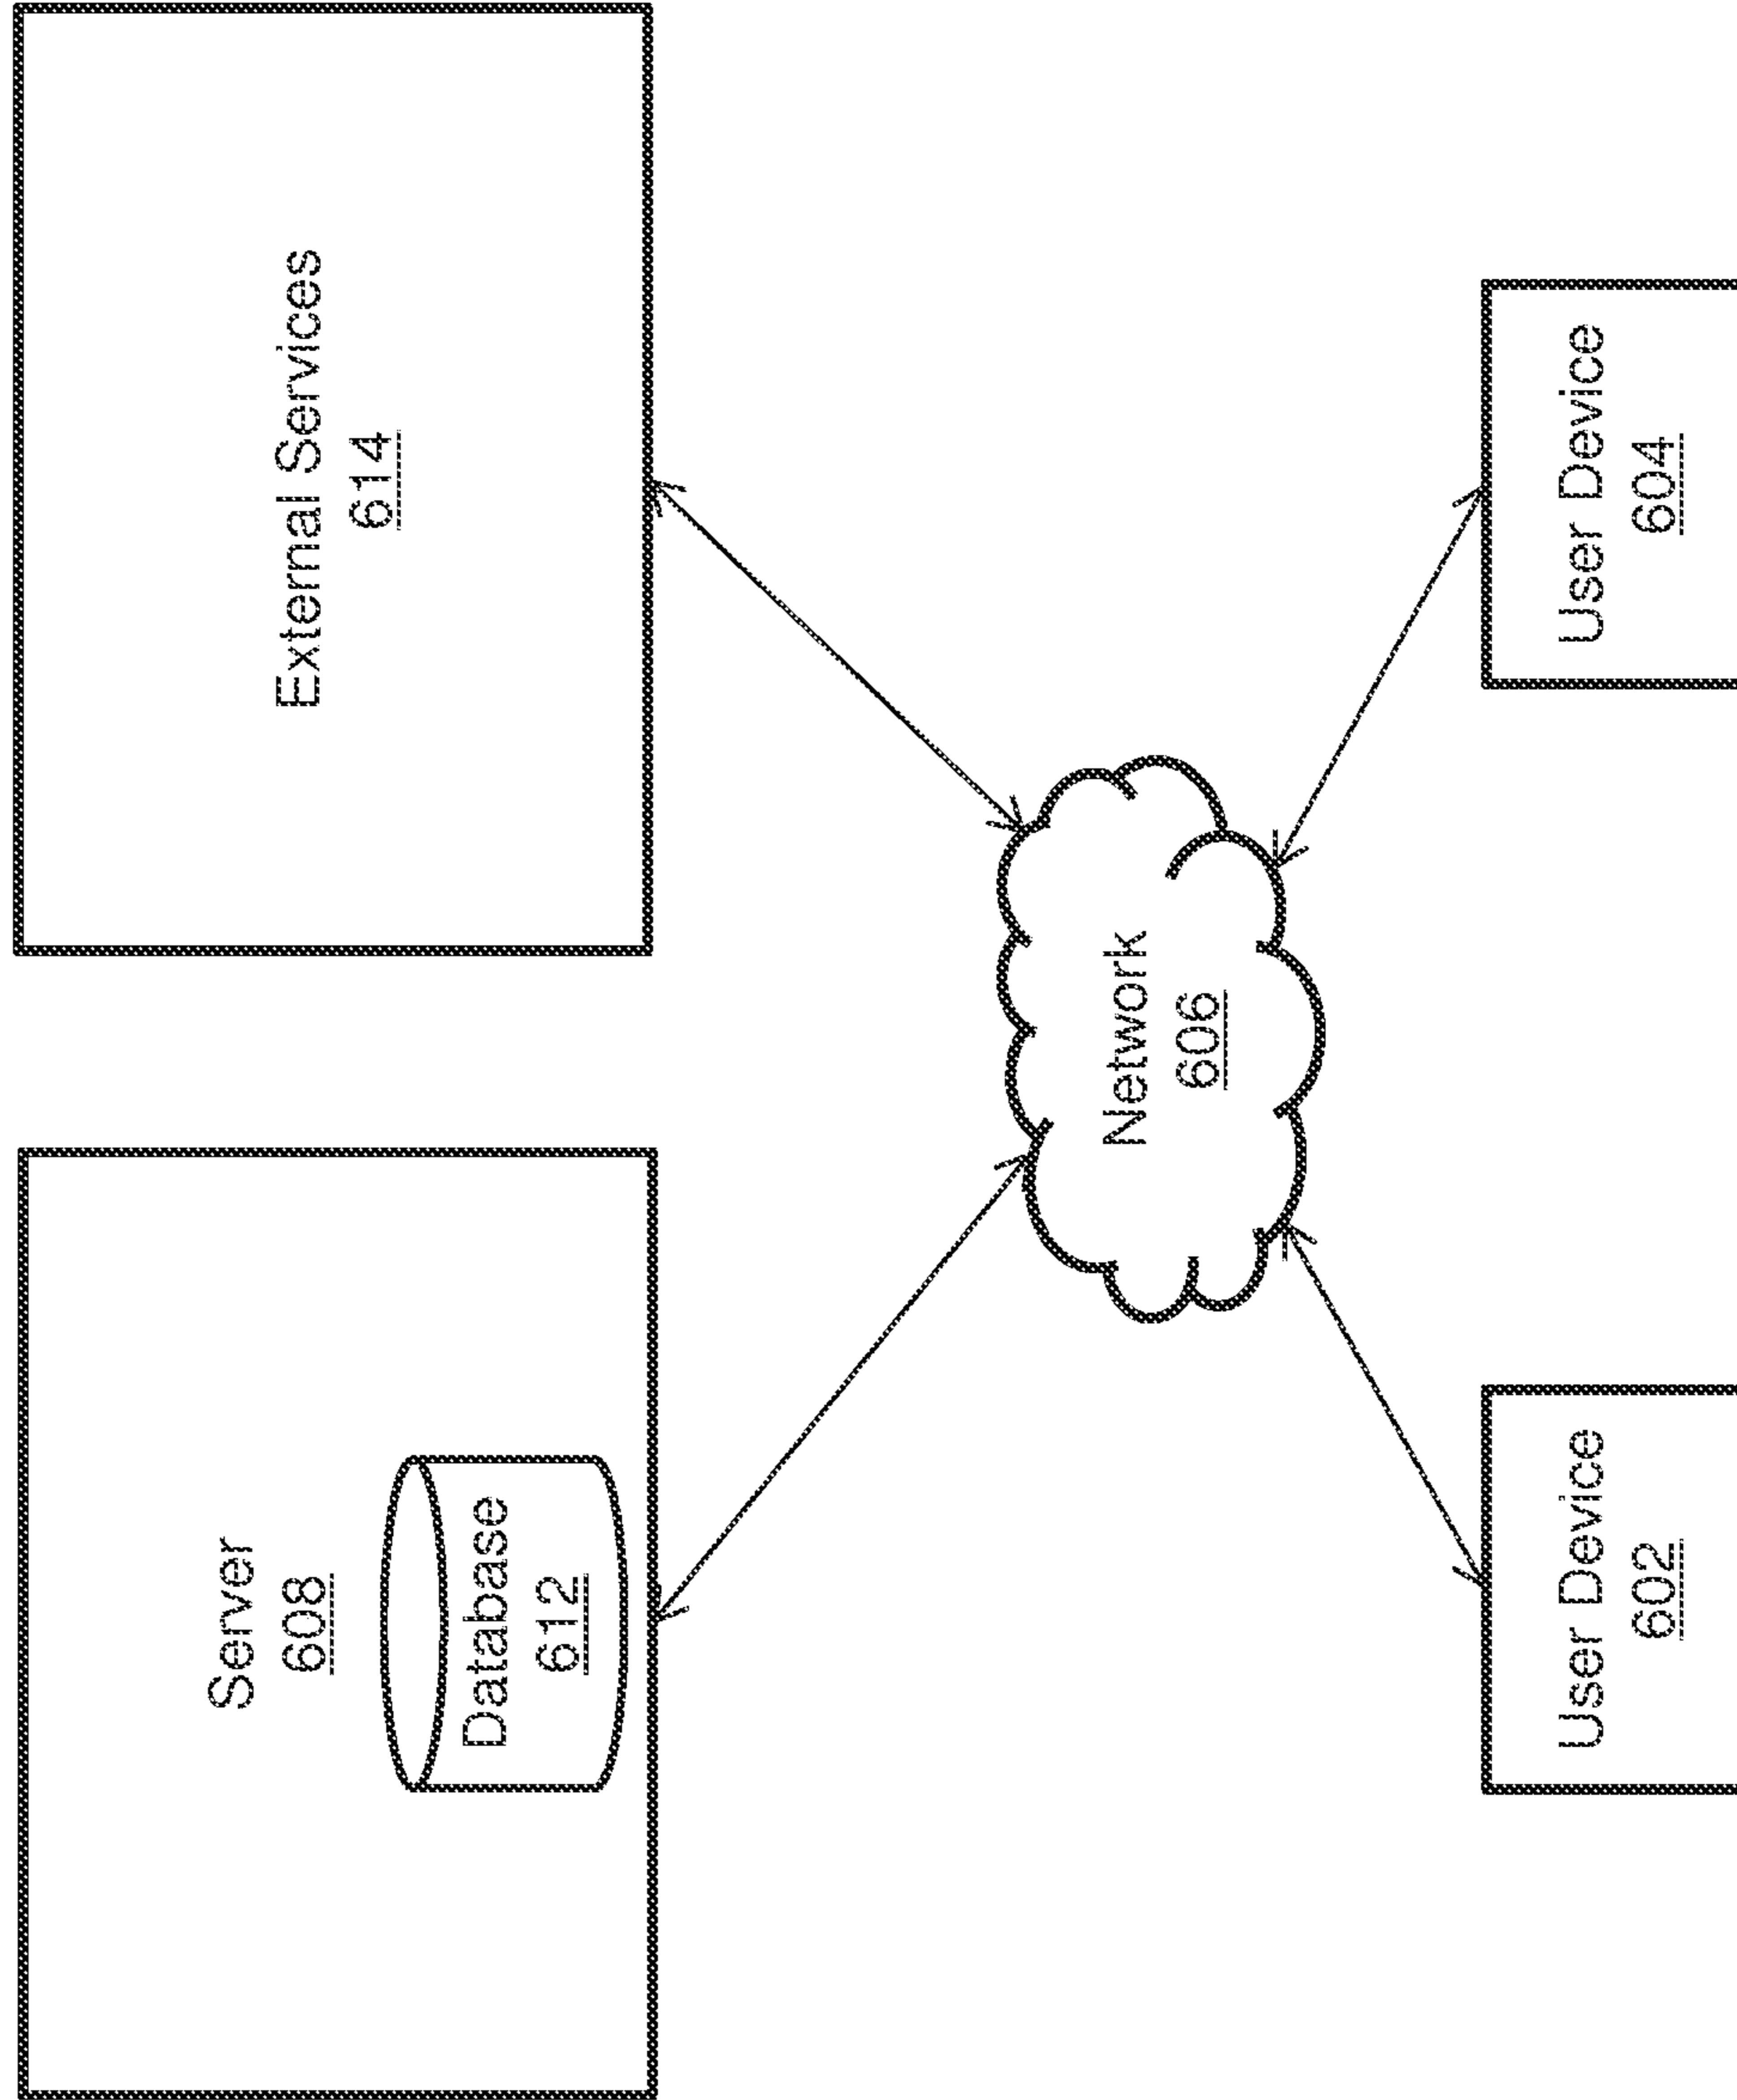 Server
608
Database
612
External Services
614
Network
606
User Device
602
User Device
604